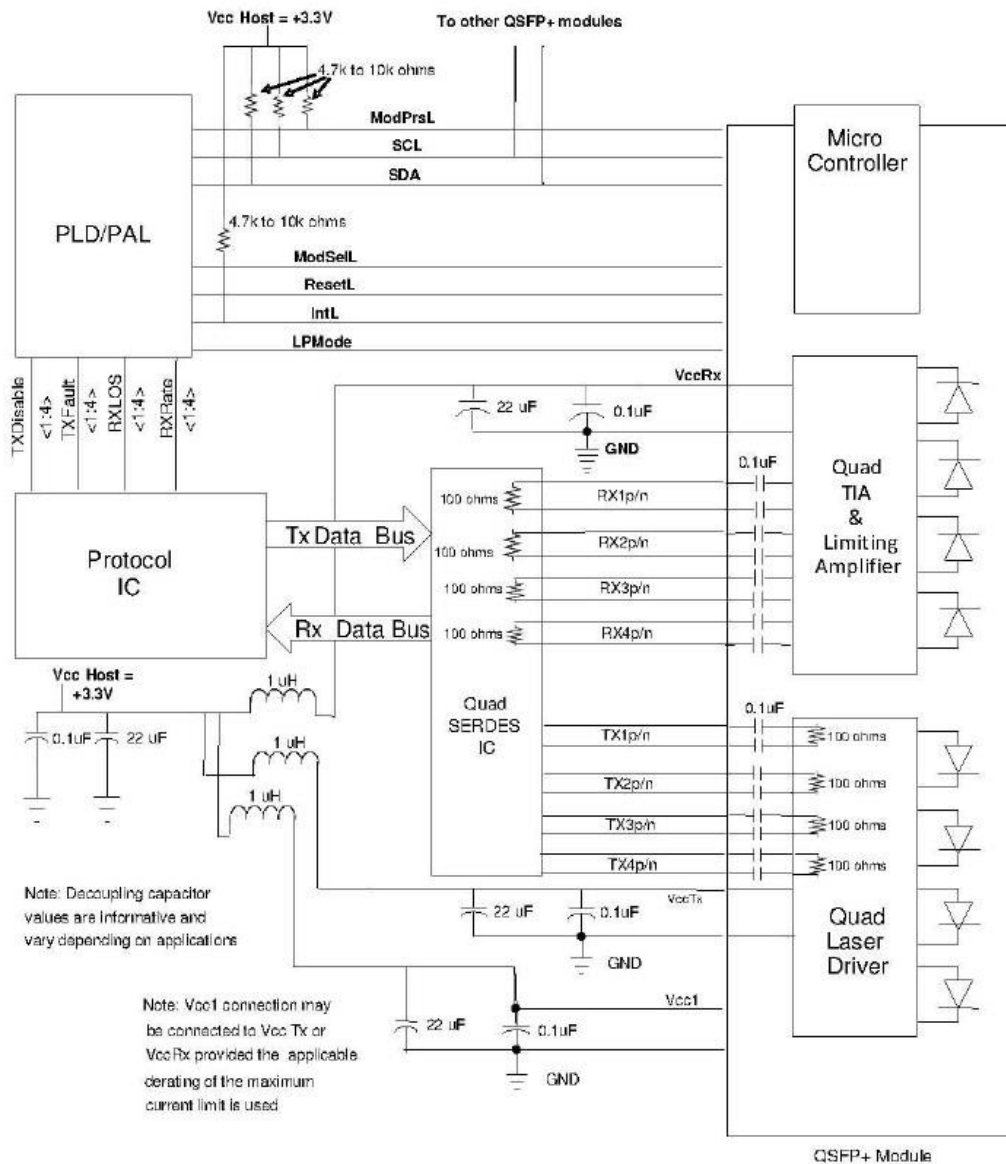 Vcc Host = +3.3V
To other QSFP+ modules
4.7k to 10k ohms
ModPrsL
SCL
SDA
Micro
Controller
PLD/PAL
4.7k to 10k ohms
ModSelL
ResetL
IntL
LPMode
TXDisable
<1:4>
TXFault
<1:4>
RXLOS
<1:4>
RXRate
<1:4>
VccRx
22 uF
0.1uF
GND
0.1uF
Quad
TIA
&
Limiting
Amplifier
100 ohms
RX1p/n
100 ohms
RX2p/n
100 ohms
RX3p/n
100 ohms
RX4p/n
Tx Data Bus
Rx Data Bus
Protocol
IC
Vcc Host =
+3.3V
0.1uF
22 uF
1 uH
1 uH
1 uH
Quad
SERDES
IC
0.1uF
TX1p/n
100 ohms
TX2p/n
100 ohms
TX3p/n
100 ohms
TX4p/n
100 ohms
VccTx
22 uF
0.1uF
GND
Quad
Laser
Driver
Note: Decoupling capacitor
values are informative and
vary depending on applications
Vcc1
22 uF
0.1uF
GND
Note: Vcc1 connection may
be connected to Vcc Tx or
VccRx provided the applicable
derating of the maximum
current limit is used
QSFP+ Module